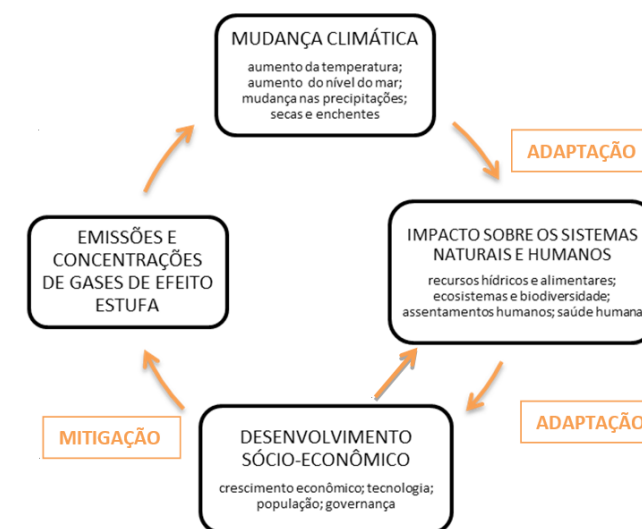 MUDANÇA CLIMÁTICA
aumento da temperatura;
aumento do nível do mar;
mudança nas precipitações;
secas e enchentes
ADAPTAÇÃO
EMISSÕES E
CONCENTRAÇÕES
DE GASES DE EFEITO
ESTUFA
IMPACTO SOBRE OS SISTEMAS
NATURAIS E HUMANOS
recursos hídricos e alimentares;
ecosistemas e biodiversidade;
assentamentos humanos; saúde humana
MITIGAÇÃO
ADAPTAÇÃO
DESENVOLVIMENTO
SÓCIO-ECONÔMICO
crescimento econômico; tecnologia;
população; governança